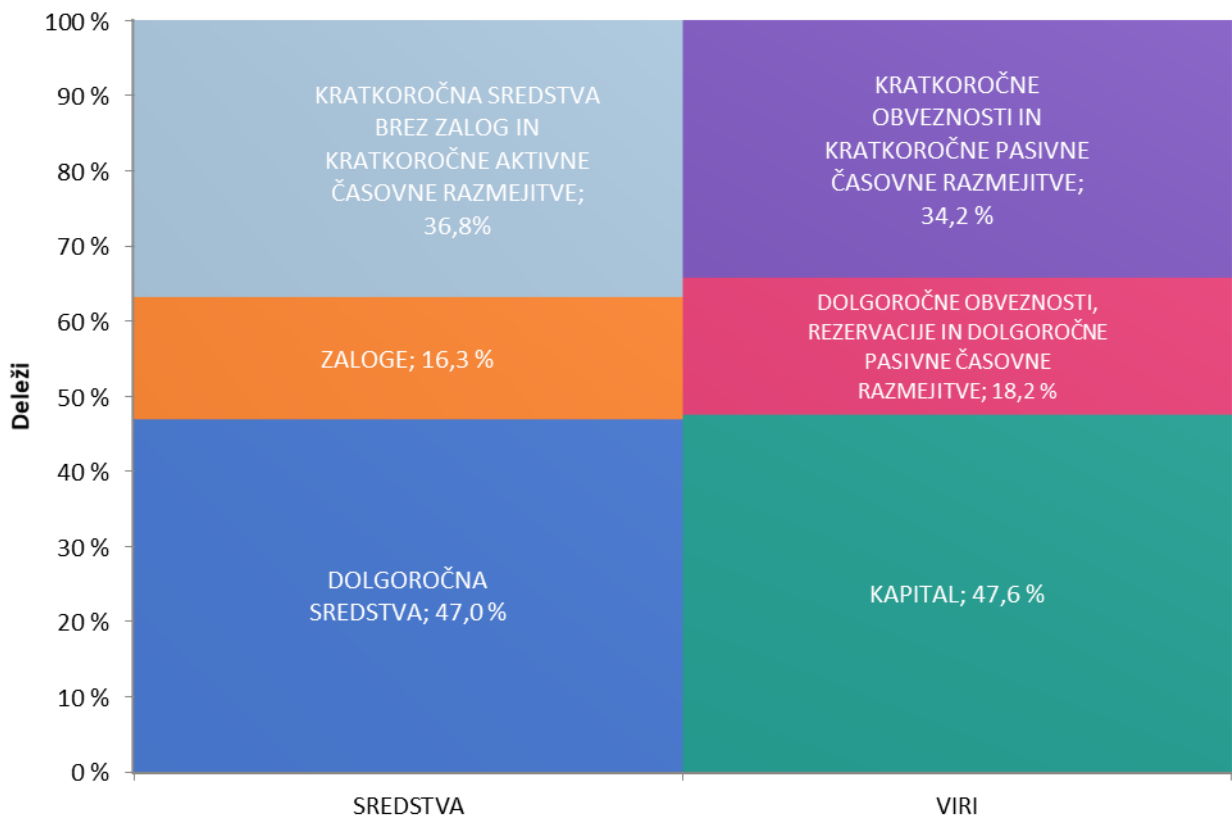 100 %
90 %
80 %
70 %
60 %
50 %
40 %
30 %
20 %
10 %
0 %
Deleži
KRATKOROČNA SREDSTVA
BREZ ZALOG IN
KRATKOROČNE AKTIVNE
ČASOVNE RAZMEJITVE;
36,8%
ZALOGE; 16,3 %
DOLGOROČNA
SREDSTVA; 47,0 %
KRATKOROČNE
OBVEZNOSTI IN
KRATKOROČNE PASIVNE
ČASOVNE RAZMEJITVE;
34,2 %
DOLGOROČNE OBVEZNOSTI,
REZERVACIJE IN DOLGOROČNE
PASIVNE ČASOVNE
RAZMEJITVE; 18,2 %
KAPITAL; 47,6 %
SREDSTVA
VIRI